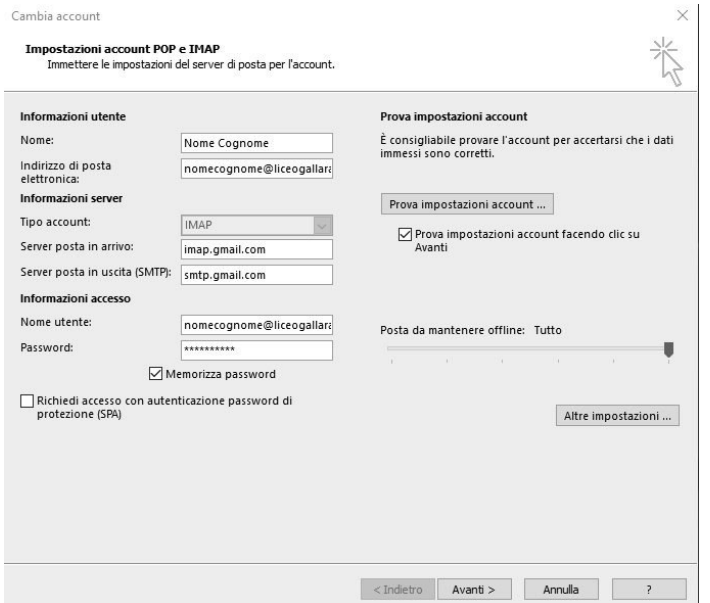 Cambia account
Impostazioni account POP e IMAP
Immettere le impostazioni del server di posta per l'account.
Informazioni utente
Nome:
Nome Cognome
Indirizzo di posta
elettronica:
nomecognome@liceogallara
Informazioni server
Tipo account:
IMAP
Server posta in arrivo:
imap.gmail.com
Server posta in uscita (SMTP):
smtp.gmail.com
Informazioni accesso
Nome utente:
nomecognome@liceogallara
Password:
**********
Memorizza password
Richiedi accesso con autenticazione password di
protezione (SPA)
Prova impostazioni account
È consigliabile provare l'account per accertarsi che i dati
immessi sono corretti.
Prova impostazioni account ...
Prova impostazioni account facendo clic su
Avanti
Posta da mantenere offline: Tutto
Altre impostazioni ...
< Indietro
Avanti >
Annulla
?